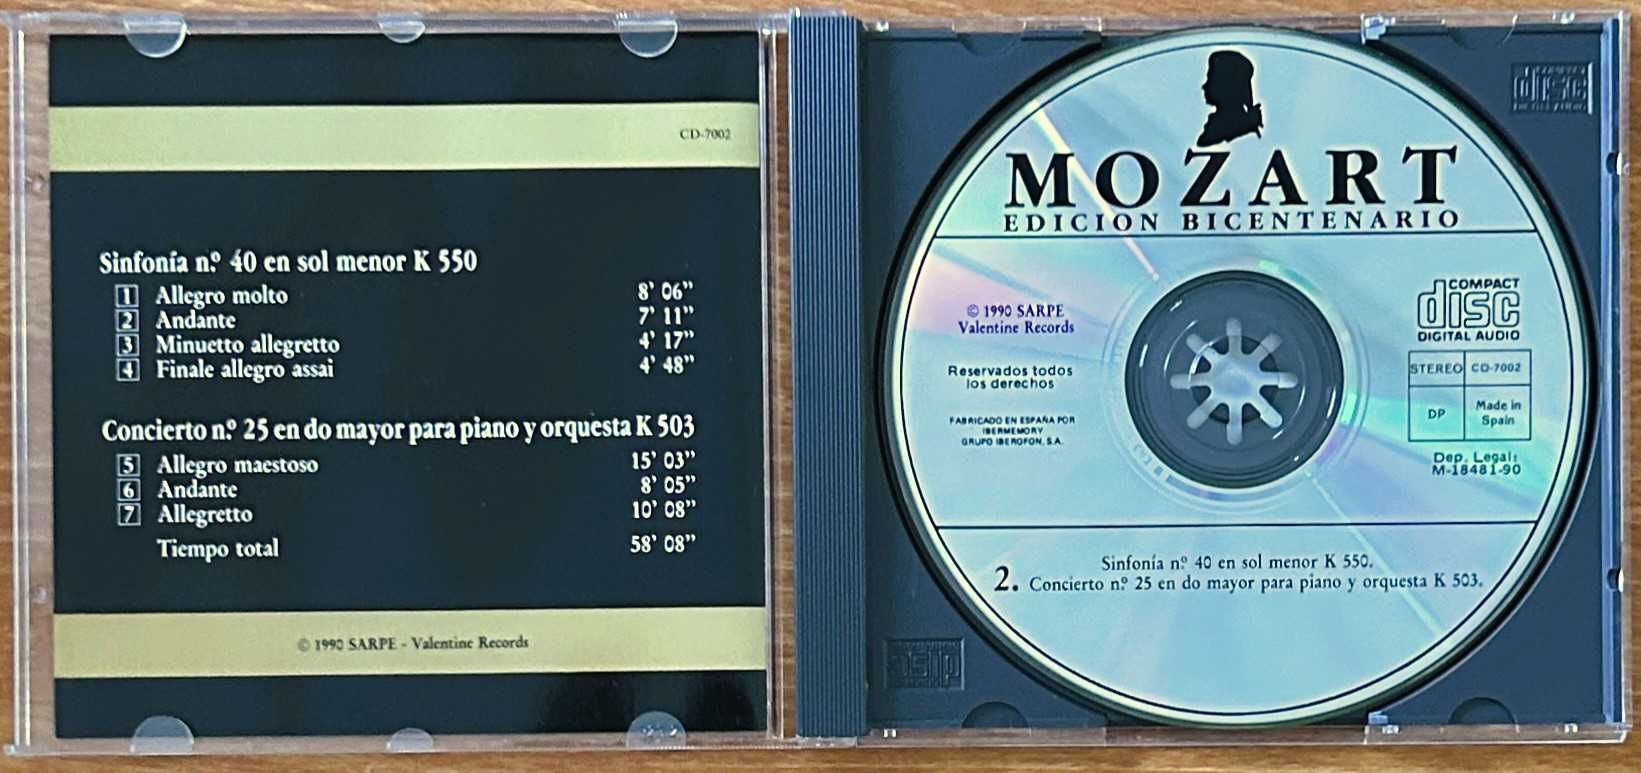 CD-7002
Sinfonía n.º 40 en sol menor K 550
1 Allegro molto 8' 06"
2 Andante 7' 11"
3 Minuetto allegretto 4' 17"
4 Finale allegro assai 4' 48"
Concierto n.º 25 en do mayor para piano y orquesta K 503
5 Allegro maestoso 15' 03"
6 Andante 8' 05"
7 Allegretto 10' 08"
Tiempo total 58' 08"
© 1990 SARPE - Valentine Records
MOZART
EDICION BICENTENARIO
© 1990 SARPE
Valentine Records
Reservados todos
los derechos
FABRICADO EN ESPAÑA POR
IBERMEMORY
GRUPO IBEROFON, S.A.
COMPACT
disc
DIGITAL AUDIO
STEREO CD-7002
DP Made in
Spain
Dep. Legal:
M-18481-90
Sinfonía n.º 40 en sol menor K 550.
2. Concierto n.º 25 en do mayor para piano y orquesta K 503.
COMPACT
disc
DIGITAL AUDIO
disc